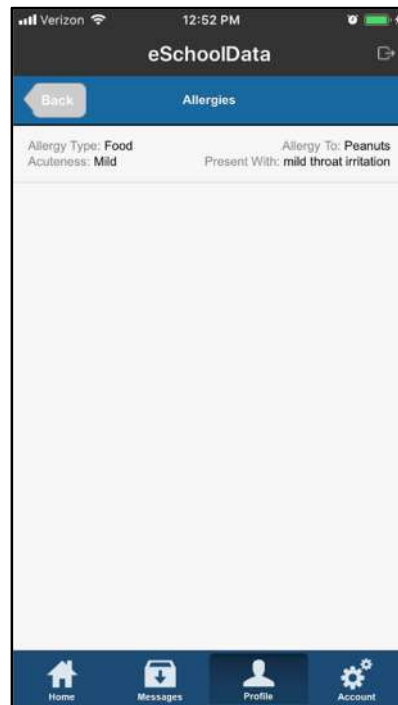 Verizon 12:52 PM
eSchoolData
Back Allergies
Allergy Type: Food Allergy To: Peanuts
Acuteness: Mild Present With: mild throat irritation
Home Messages Profile Account